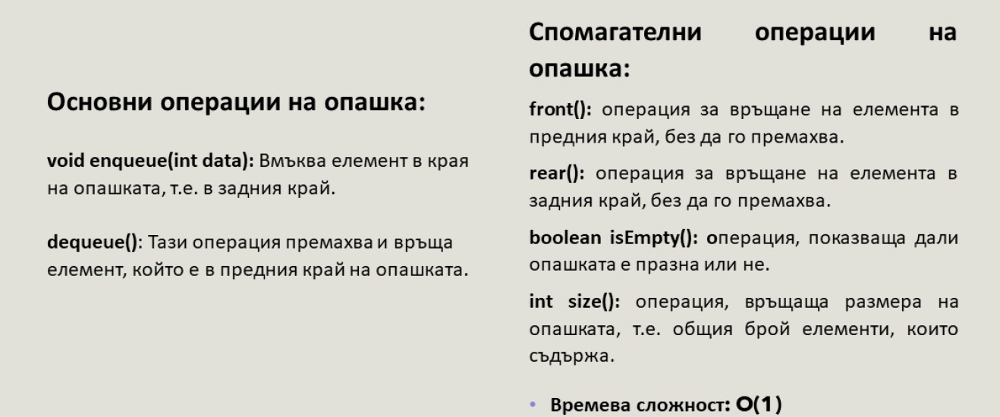 Основни операции на опашка:
void enqueue(int data): Вмъква елемент в края
на опашката, т.е. в задния край.
dequeue(): Тази операция премахва и връща
елемент, който е в предния край на опашката.
Спомагателни операции на
опашка:
front(): операция за връщане на елемента в
предния край, без да го премахва.
rear(): операция за връщане на елемента в
задния край, без да го премахва.
boolean isEmpty(): операция, показваща дали
опашката е празна или не.
int size(): операция, връщаща размера на
опашката, т.е. общия брой елементи, които
съдържа.
• Времева сложност: O(1)